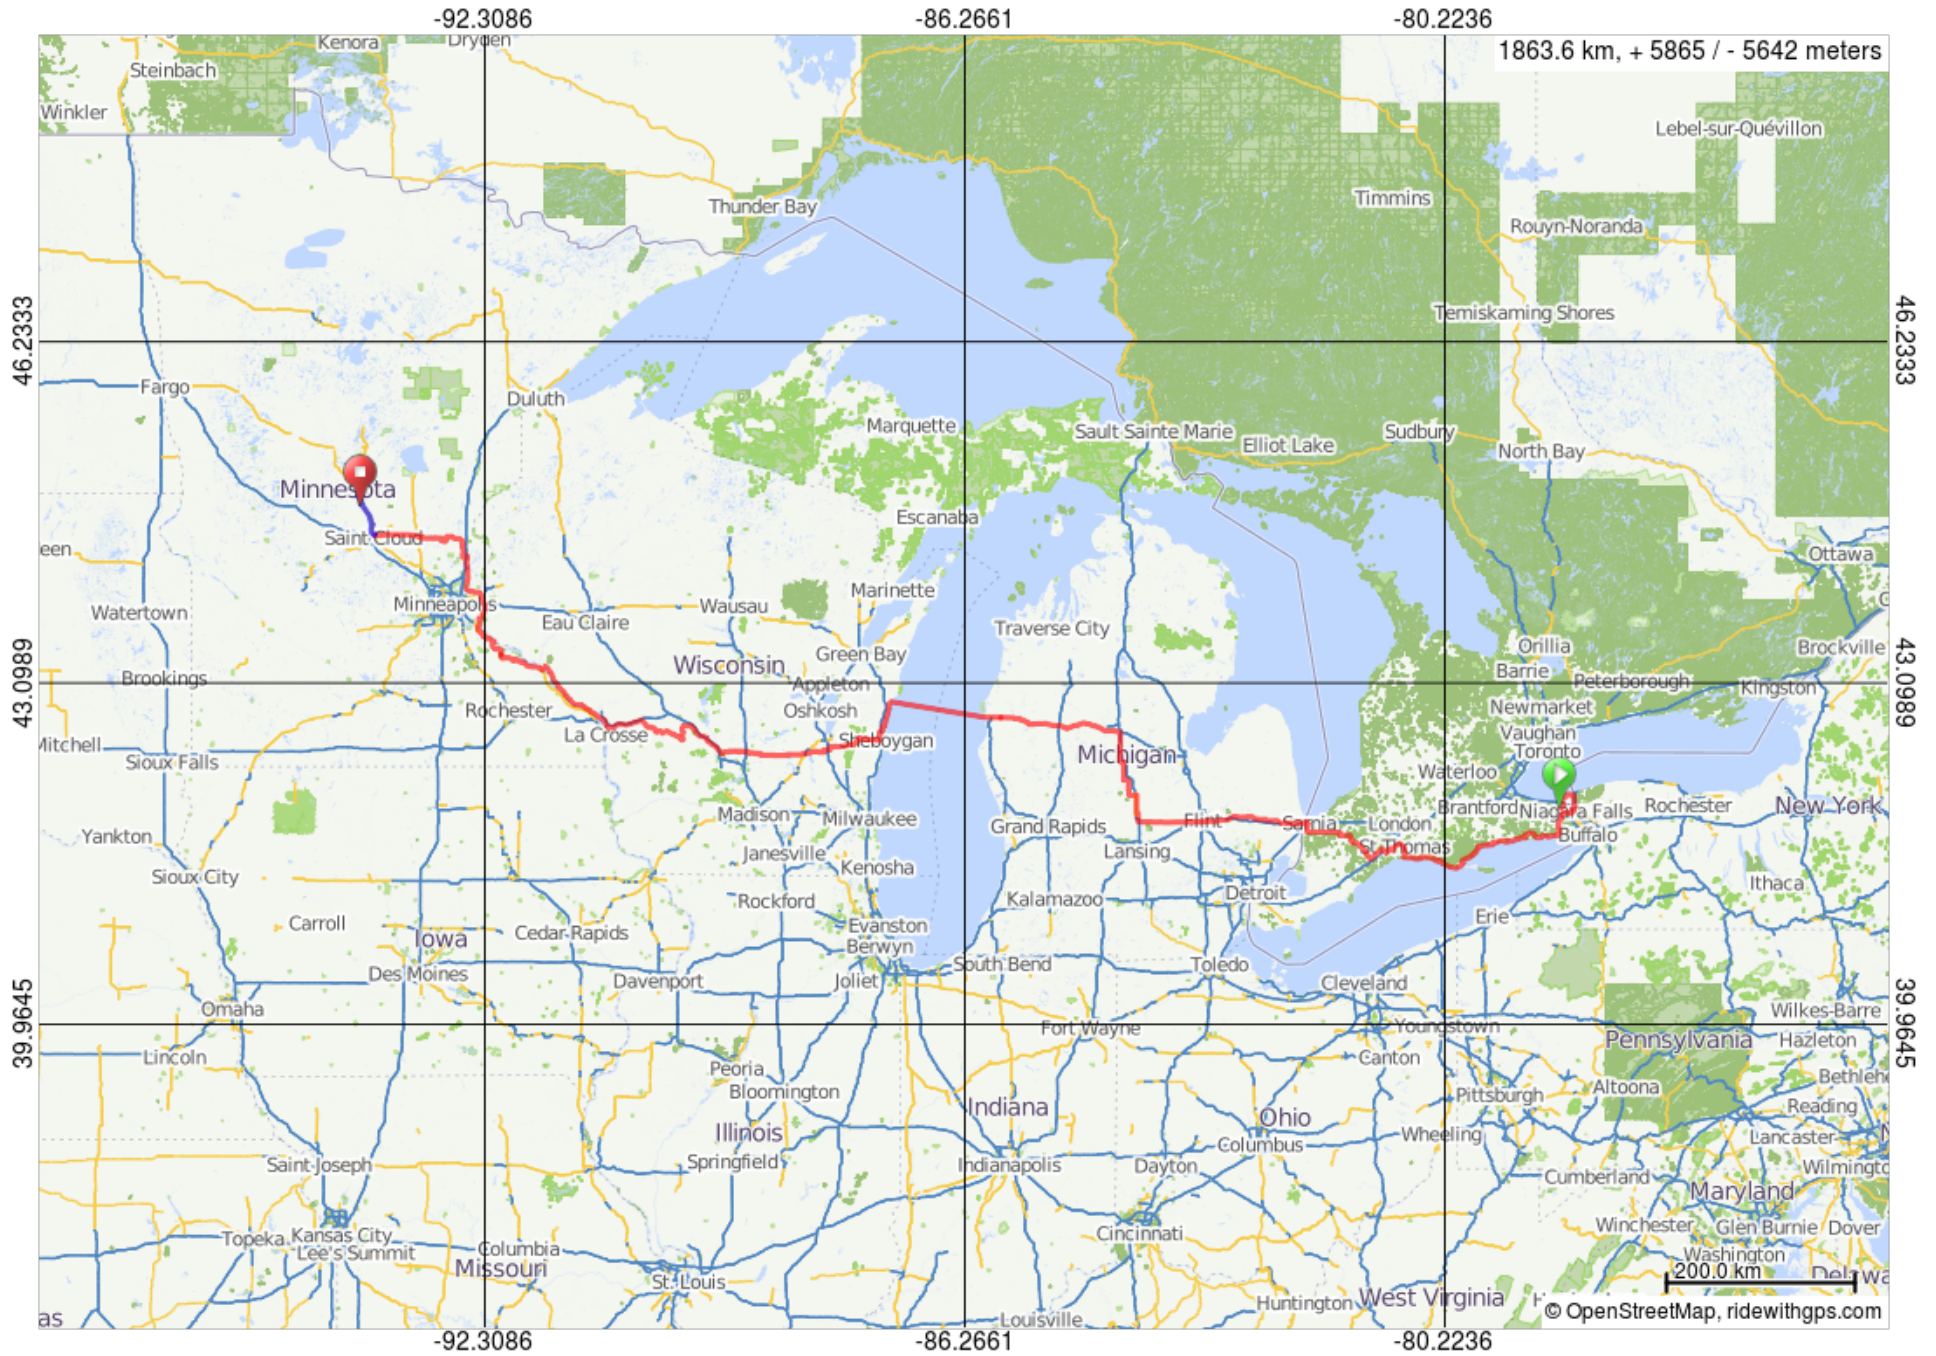 -92.3086 -86.2661 -80.2236
1863.6 km, + 5865 / - 5642 meters
Kenora
Dryden
Steinbach
Winkler
Lebel-sur-Quévillon
Timmins
Thunder Bay
Rouyn-Noranda
Temiskaming Shores
46.2333 46.2333
Fargo
Duluth
Marquette
Sault Sainte Marie
Elliot Lake
Sudbury
North Bay
Minnesota
Escanaba
Saint Cloud
een
Ottawa
Minneapolis
Watertown
Wausau
Marinette
Eau Claire
Traverse City
Orillia
Brockville
Green Bay
Wisconsin
Barrie
Brookings
Appleton
Peterborough
Kingston
43.0989 43.0989
Rochester
Oshkosh
Newmarket
La Crosse
Sheboygan
Vaughan
Mitchell
Toronto
Michigan
Sioux Falls
Waterloo
Brantford
Niagara Falls
Rochester
New York
Madison
Milwaukee
Grand Rapids
Flint
Sarnia
London
Yankton
Buffalo
St Thomas
Janesville
Lansing
Kenosha
Sioux City
Ithaca
Rockford
Kalamazoo
Detroit
Carroll
Evanston
Erie
Iowa
Cedar Rapids
Berwyn
Des Moines
Davenport
Joliet
South Bend
Toledo
Cleveland
Omaha
39.9645 39.9645
Wilkes-Barre
Fort Wayne
Youngstown
Pennsylvania
Hazleton
Lincoln
Canton
Peoria
Bethlehe
Bloomington
Altoona
Pittsburgh
Indiana
Ohio
Reading
Illinois
Columbus
Wheeling
Lancaster
N
Saint-Joseph
Springfield
Indianapolis
Dayton
Wilmingto
Cumberland
Maryland
Kansas City
Topeka
Lee's Summit
Columbia
Cincinnati
Winchester
Glen Burnie
Dover
Missouri
Washington
St. Louis
200.0 km
Delawa
Huntington
West Virginia
as
Louisville
© OpenStreetMap, ridewithgps.com
-92.3086 -86.2661 -80.2236